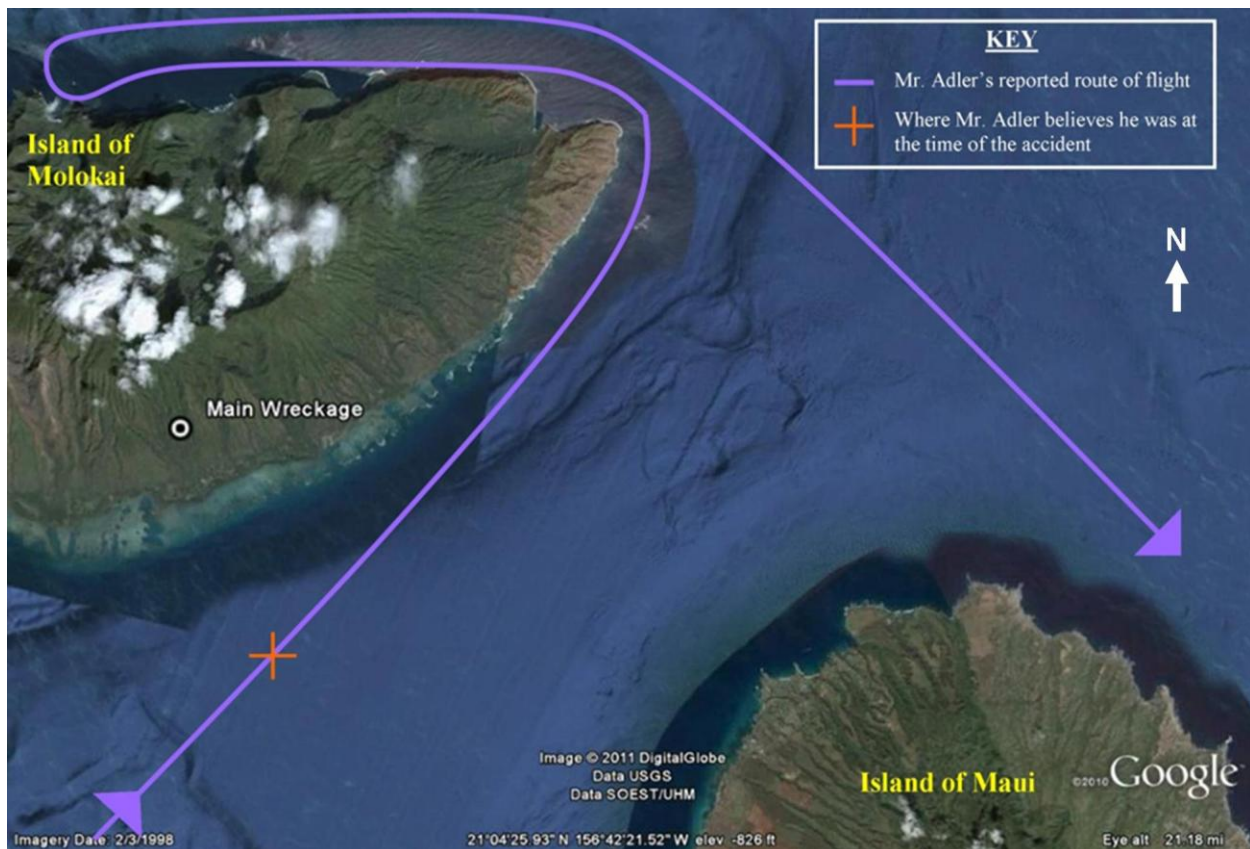 KEY
Mr. Adler's reported route of flight
Where Mr. Adler believes he was at
the time of the accident
Island of
Molokai
N
Main Wreckage
Image © 2011 DigitalGlobe
Data USGS
Data SOEST/UHM
Island of Maui
©2010 Google
Imagery Date: 2/3/1998
21°04'25.93" N 156°42'21.52" W elev -826 ft
Eye alt 21.18 mi